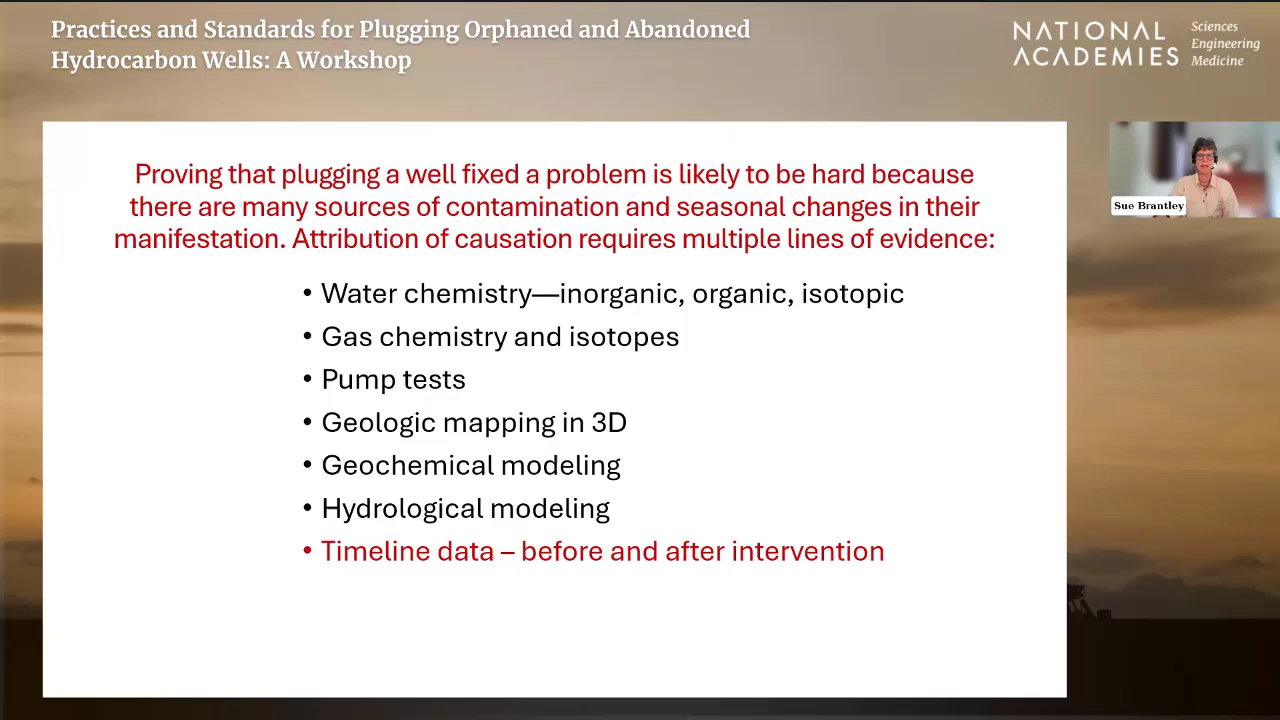 Practices and Standards for Plugging Orphaned and Abandoned
Hydrocarbon Wells: A Workshop
NATIONAL
ACADEMIES
Sciences
Engineering
Medicine
Proving that plugging a well fixed a problem is likely to be hard because
there are many sources of contamination and seasonal changes in their
manifestation. Attribution of causation requires multiple lines of evidence:
• Water chemistry—inorganic, organic, isotopic
• Gas chemistry and isotopes
• Pump tests
• Geologic mapping in 3D
• Geochemical modeling
• Hydrological modeling
• Timeline data – before and after intervention
Sue Brantley